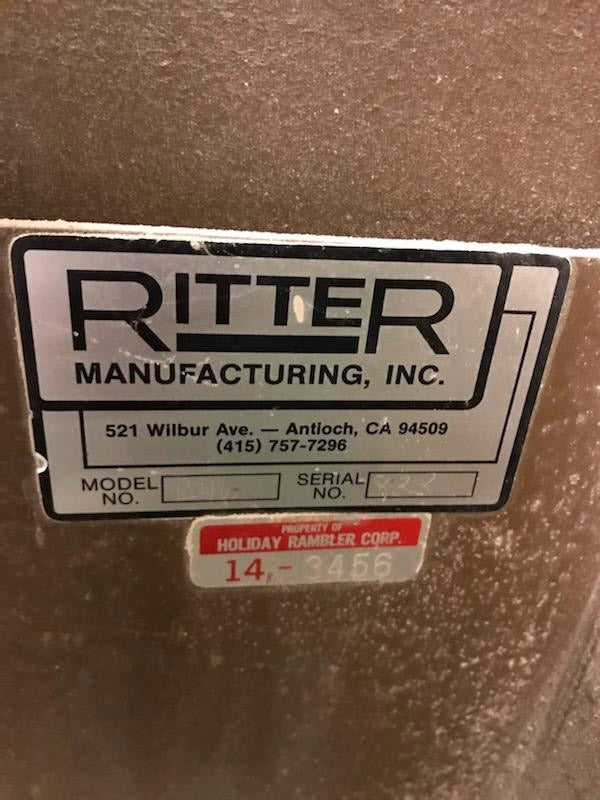 RITTER
MANUFACTURING, INC.
521 Wilbur Ave. — Antioch, CA 94509
(415) 757-7296
MODEL NO.
SERIAL NO.
PROPERTY OF
HOLIDAY RAMBLER CORP.
14 - 3456